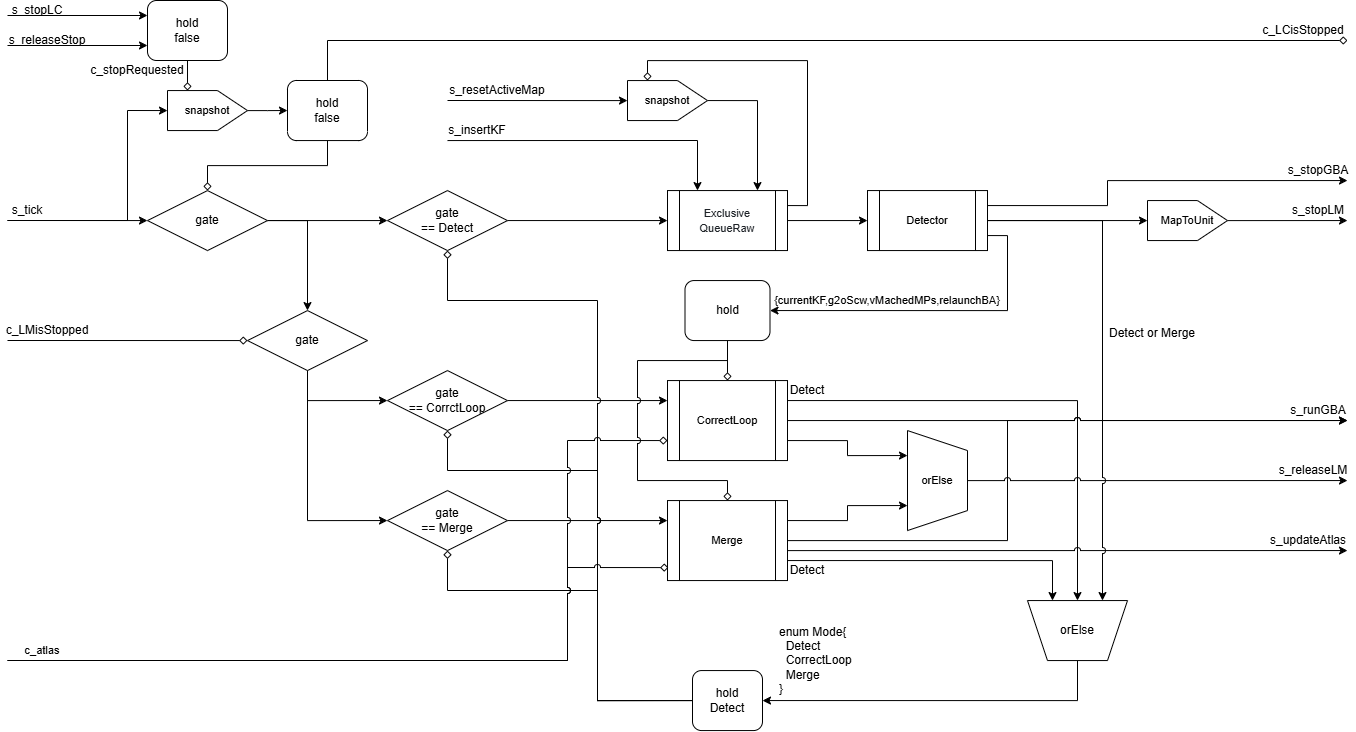 s_stopLC
hold
false
s_releaseStop
c_stopRequested
c_LCisStopped
snapshot
hold
false
s_resetActiveMap
snapshot
s_insertKF
s_tick
gate
gate
== Detect
Exclusive
QueueRaw
Detector
s_stopGBA
MapToUnit
s_stopLM
hold
{currentKF,g2oScw,vMachedMPs,relaunchBA}
c_LMisStopped
gate
Detect or Merge
gate
== CorrctLoop
CorrectLoop
Detect
s_runGBA
orElse
s_releaseLM
gate
== Merge
Merge
s_updateAtlas
Detect
orElse
c_atlas
enum Mode{
Detect
CorrectLoop
Merge
}
hold
Detect